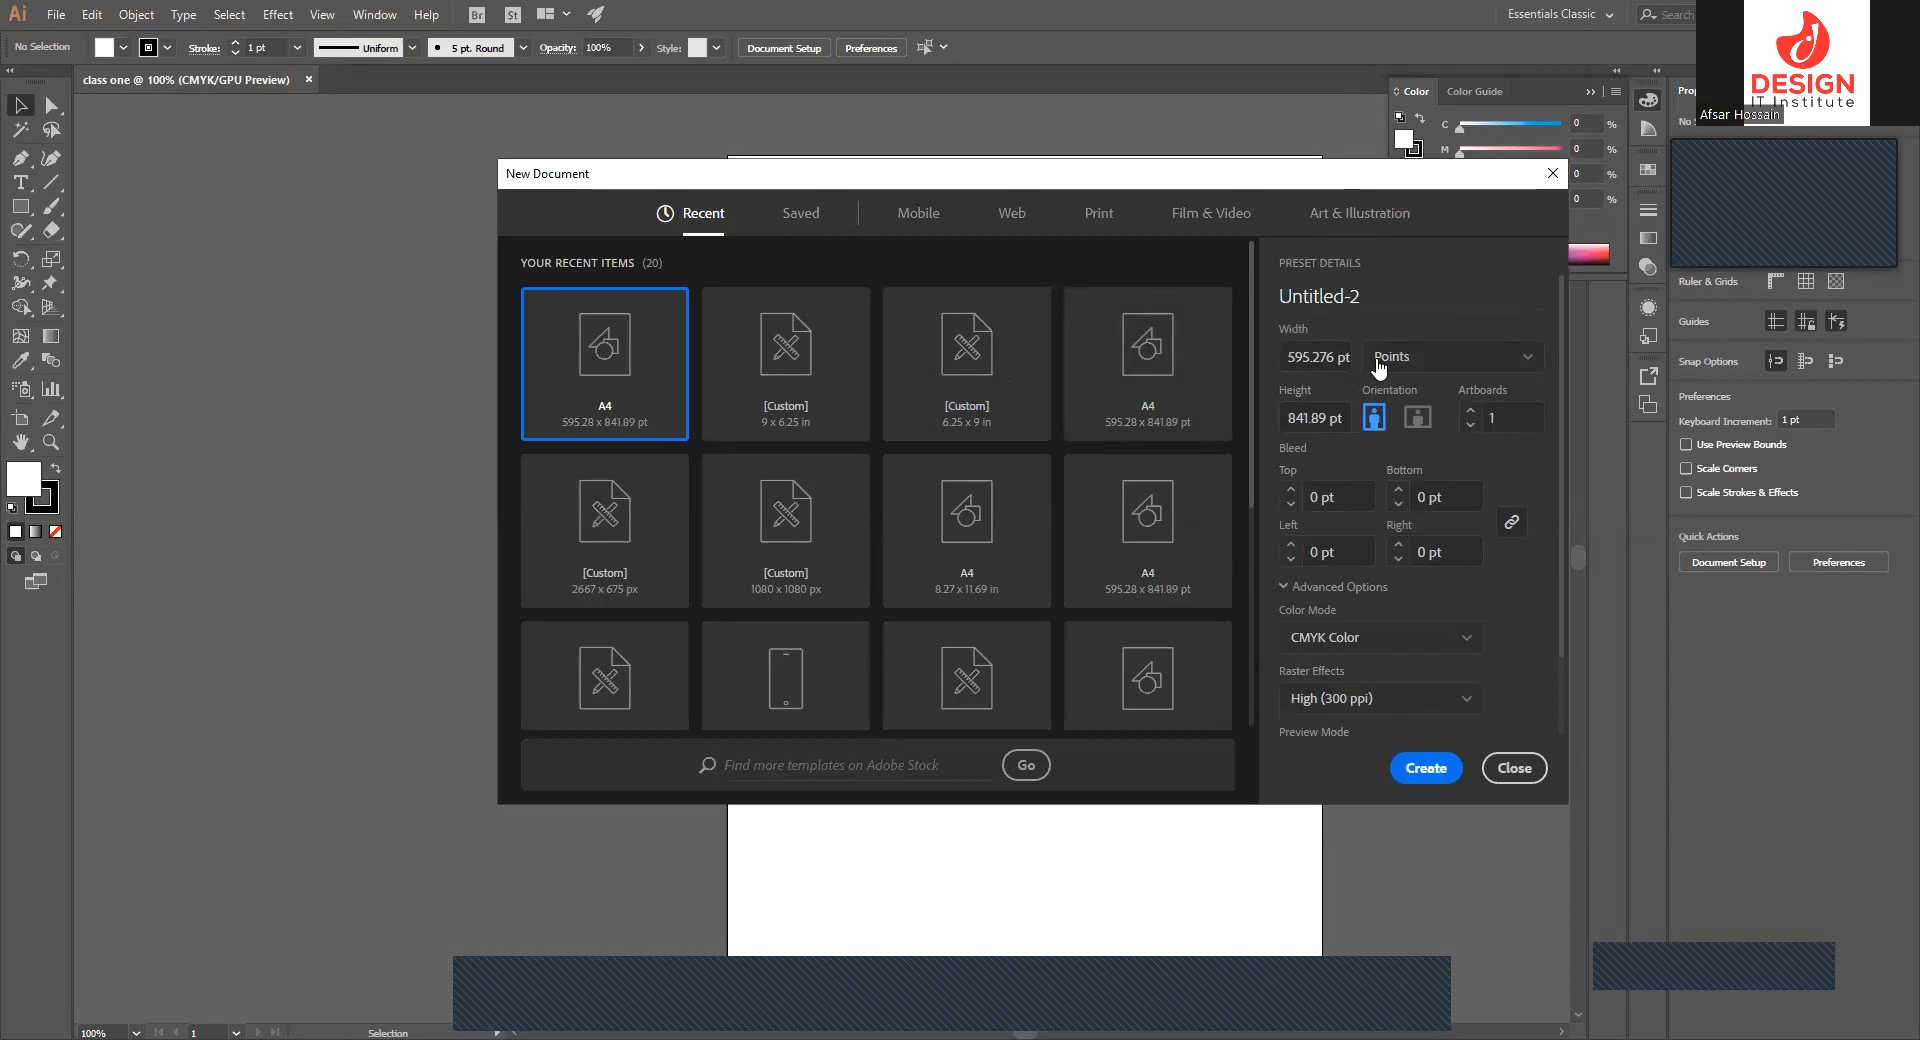 Ai File Edit Object Type Select Effect View Window Help Br St Essentials Classic Search
No Selection Stroke: 1 pt Uniform 5 pt. Round Opacity: 100% Style: Document Setup Preferences
class one @ 100% (CMYK/GPU Preview)
DESIGN
IT Institute
Afsar Hossain
Color Color Guide
C 0 %
M 0 %
0 %
0 %
New Document
Recent Saved Mobile Web Print Film & Video Art & Illustration
YOUR RECENT ITEMS (20)
A4
595.28 x 841.89 pt
[Custom]
9 x 6.25 in
[Custom]
6.25 x 9 in
A4
595.28 x 841.89 pt
[Custom]
2667 x 675 px
[Custom]
1080 x 1080 px
A4
8.27 x 11.69 in
A4
595.28 x 841.89 pt
Find more templates on Adobe Stock Go
PRESET DETAILS
Untitled-2
Width
595.276 pt Points
Height Orientation Artboards
841.89 pt 1
Bleed
Top Bottom
0 pt 0 pt
Left Right
0 pt 0 pt
Advanced Options
Color Mode
CMYK Color
Raster Effects
High (300 ppi)
Preview Mode
Create Close
Ruler & Grids
Guides
Snap Options
Preferences
Keyboard Increment: 1 pt
Use Preview Bounds
Scale Corners
Scale Strokes & Effects
Quick Actions
Document Setup Preferences
100% 1 Selection